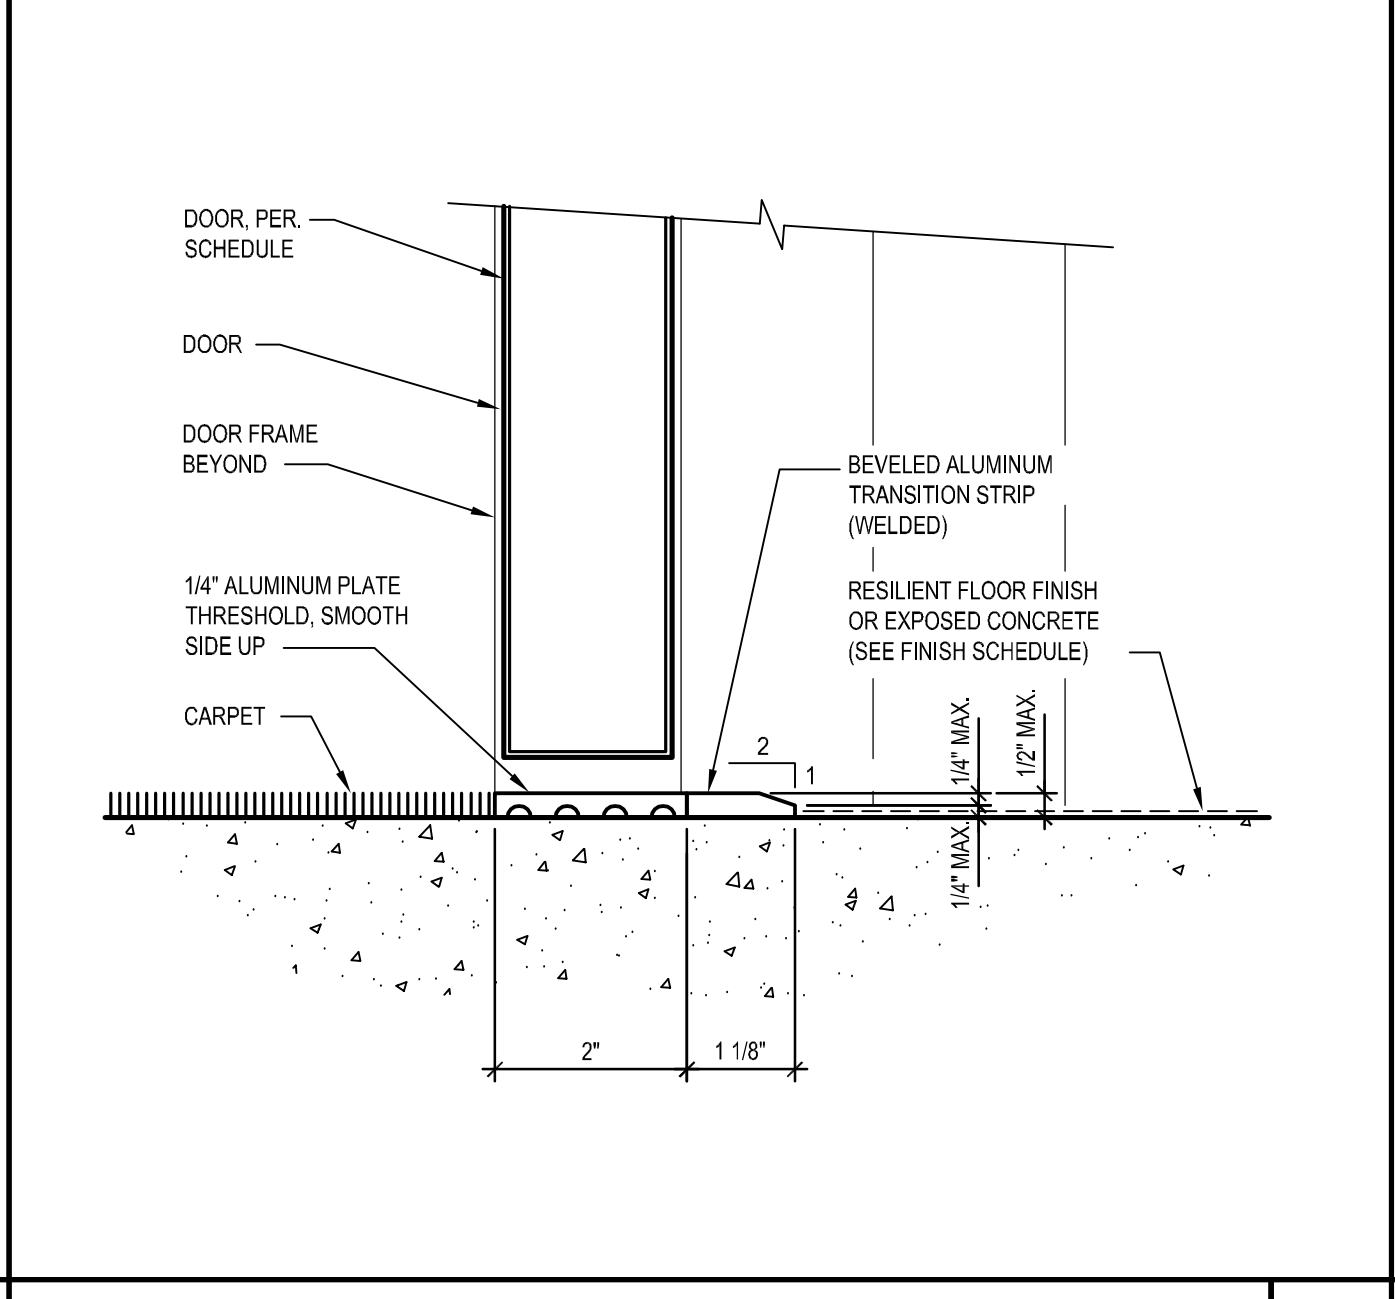 DOOR, PER.
SCHEDULE
DOOR
DOOR FRAME
BEYOND
1/4" ALUMINUM PLATE
THRESHOLD, SMOOTH
SIDE UP
CARPET
BEVELED ALUMINUM
TRANSITION STRIP
(WELDED)
RESILIENT FLOOR FINISH
OR EXPOSED CONCRETE
(SEE FINISH SCHEDULE)
2
1
1/4" MAX.
1/2" MAX.
1/4" MAX.
2"
1 1/8"